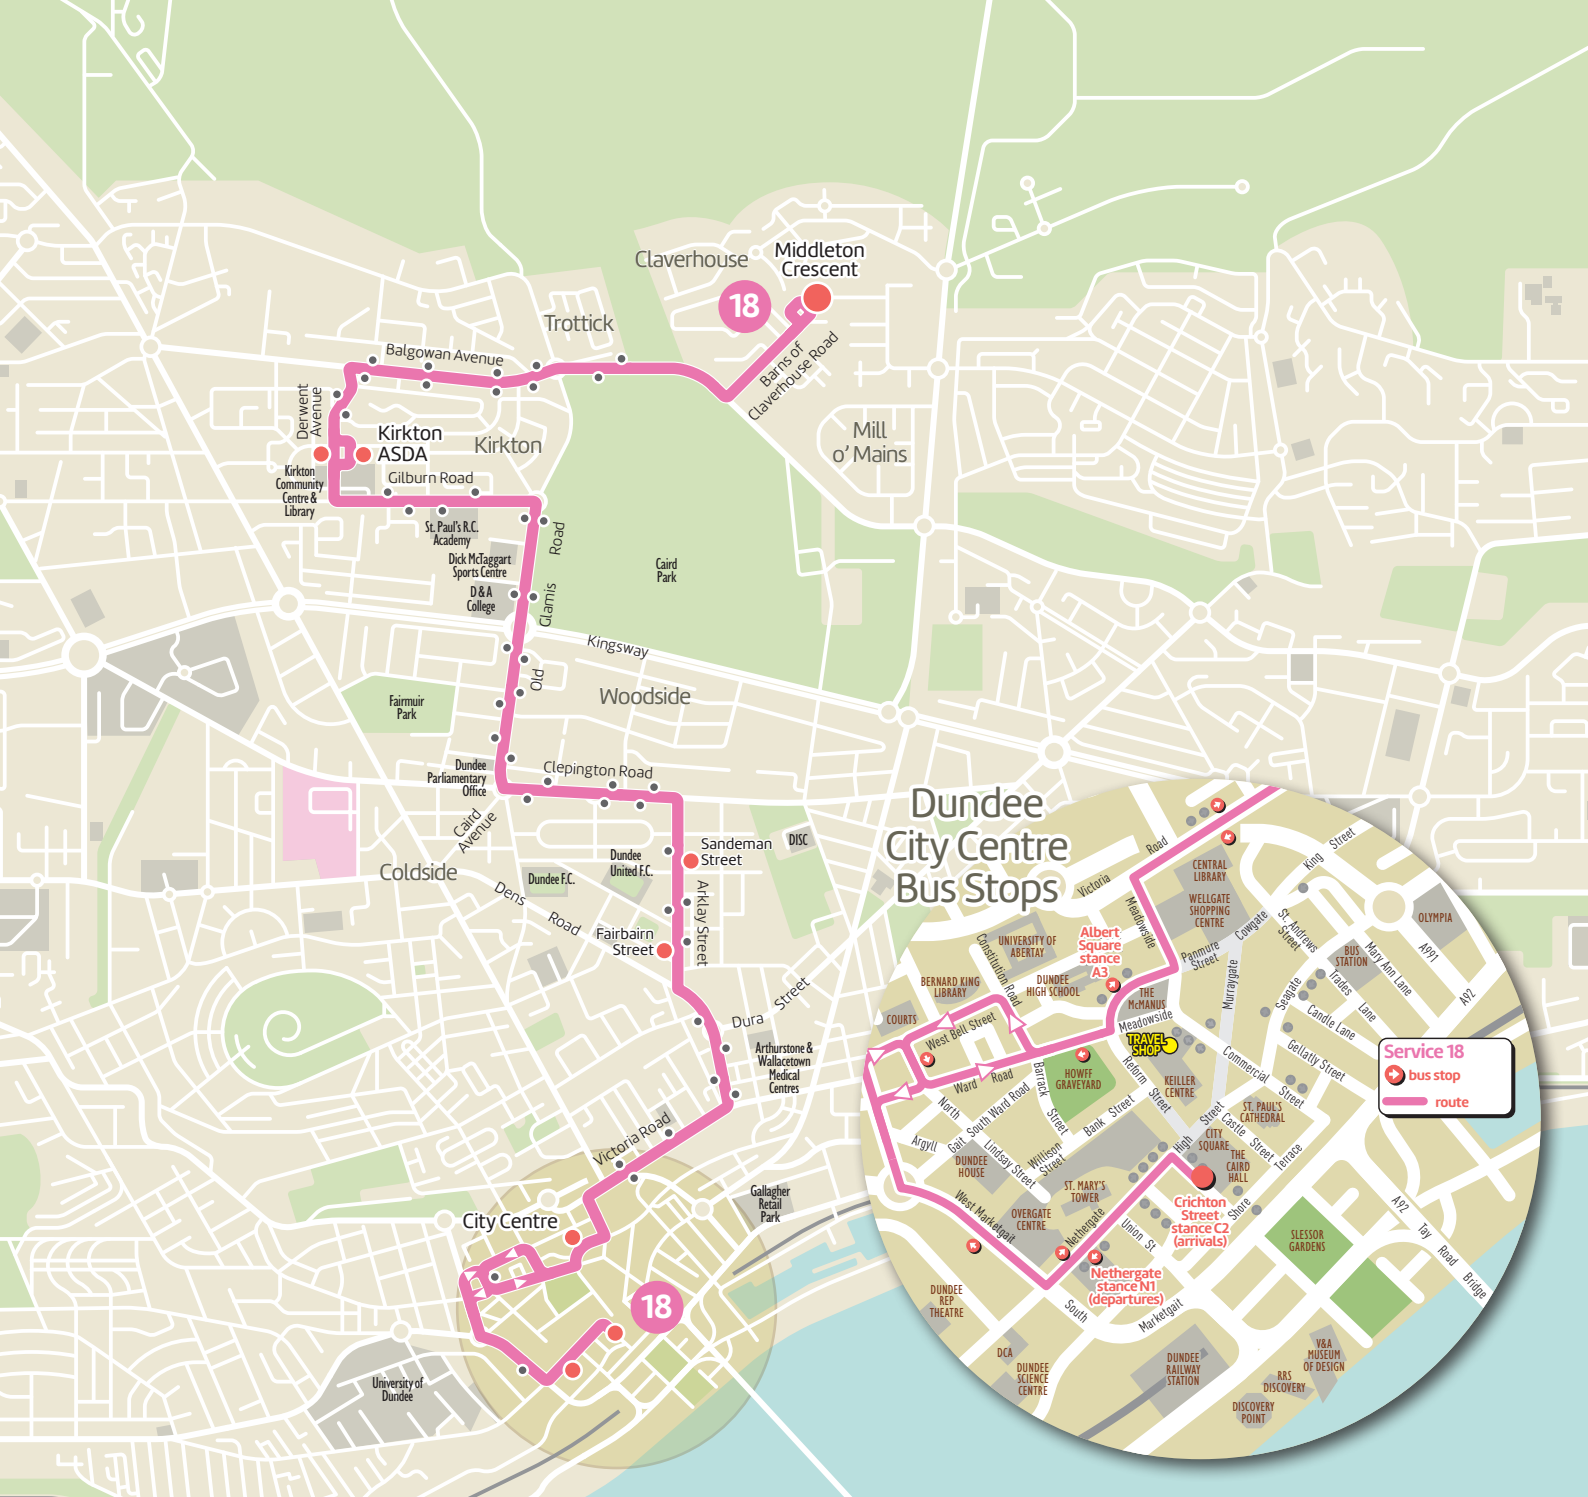 Claverhouse
Middleton
Crescent
18
Trottick
Balgowan Avenue
Barns of
Claverhouse Road
Derwent
Avenue
Kirkton
ASDA
Kirkton
Mill
o' Mains
Kirkton
Community
Centre &
Library
Gilburn Road
St. Paul's R.C.
Academy
Dick McTaggart
Sports Centre
D & A
College
Old
Glamis
Road
Caird
Park
Kingsway
Woodside
Fairmuir
Park
Dundee
Parliamentary
Office
Clepington Road
Caird
Avenue
Coldside
Sandeman
Street
DISC
Dundee
United F.C.
Dundee F.C.
Dens
Road
Arklay Street
Fairbairn
Street
Dura
Street
Arthurstone &
Wallacetown
Medical
Centres
Victoria Road
Gallagher
Retail
Park
City Centre
18
University of
Dundee
Dundee
City Centre
Bus Stops
Victoria
Road
CENTRAL
LIBRARY
WELLGATE
SHOPPING
CENTRE
King
Street
Meadowside
Albert
Square
stance
A3
UNIVERSITY OF
ABERTAY
Constitution Road
DUNDEE
HIGH SCHOOL
BERNARD KING
LIBRARY
COURTS
West Bell Street
Panmure
Street
Cowgate
St. Andrews
Street
OLYMPIA
BUS
STATION
Mary Ann Lane
A991
A92
Trades
Lane
Seagate
Candle Lane
Murraygate
THE
McMANUS
Meadowside
TRAVEL
SHOP
Gellatly Street
Commercial
Street
HOWFF
GRAVEYARD
Ward
Road
Barrack
Street
Reform
Street
KEILLER
CENTRE
ST. PAUL'S
CATHEDRAL
North
South Ward Road
Bank
Street
High
Street
Castle
Street
CITY
SQUARE
THE
CAIRD
HALL
Terrace
Argyll
Gait
Lindsay Street
Willison
Street
DUNDEE
HOUSE
ST. MARY'S
TOWER
OVERGATE
CENTRE
West Marketgait
Nethergate
Union St
Crichton
Street
stance C2
(arrivals)
Shore
Nethergate
stance N1
(departures)
SLESSOR
GARDENS
A92
Tay
Road
Bridge
South
Marketgait
DUNDEE
REP
THEATRE
DCA
DUNDEE
SCIENCE
CENTRE
DUNDEE
RAILWAY
STATION
V&A
MUSEUM
OF DESIGN
RRS
DISCOVERY
DISCOVERY
POINT
Service 18
bus stop
route